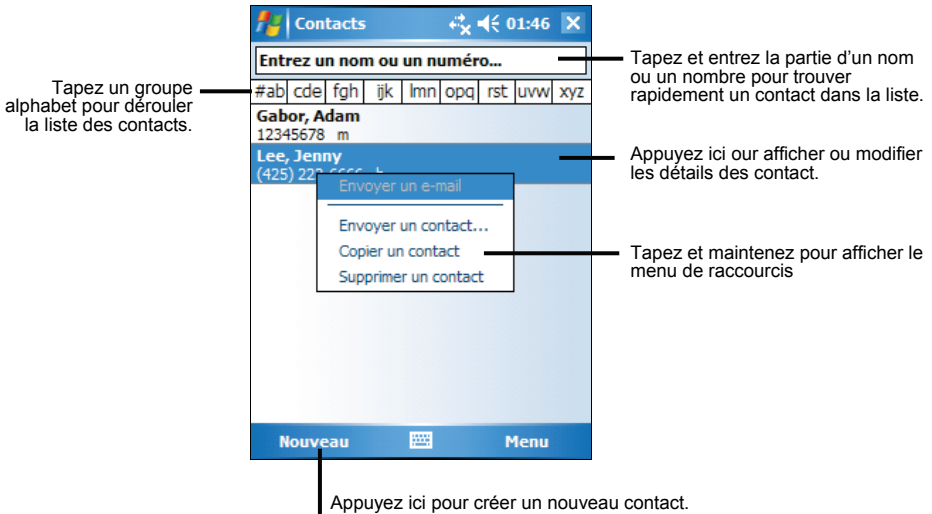 Contacts 01:46
Entrez un nom ou un numéro...
#ab cde fgh ijk lmn opq rst uvw xyz
Gabor, Adam
12345678 m
Lee, Jenny
(425) 222
Envoyer un e-mail
Envoyer un contact...
Copier un contact
Supprimer un contact
Nouveau Menu
Tapez un groupe
alphabet pour dérouler
la liste des contacts.
Tapez et entrez la partie d'un nom
ou un nombre pour trouver
rapidement un contact dans la liste.
Appuyez ici our afficher ou modifier
les détails des contact.
Tapez et maintenez pour afficher le
menu de raccourcis
Appuyez ici pour créer un nouveau contact.